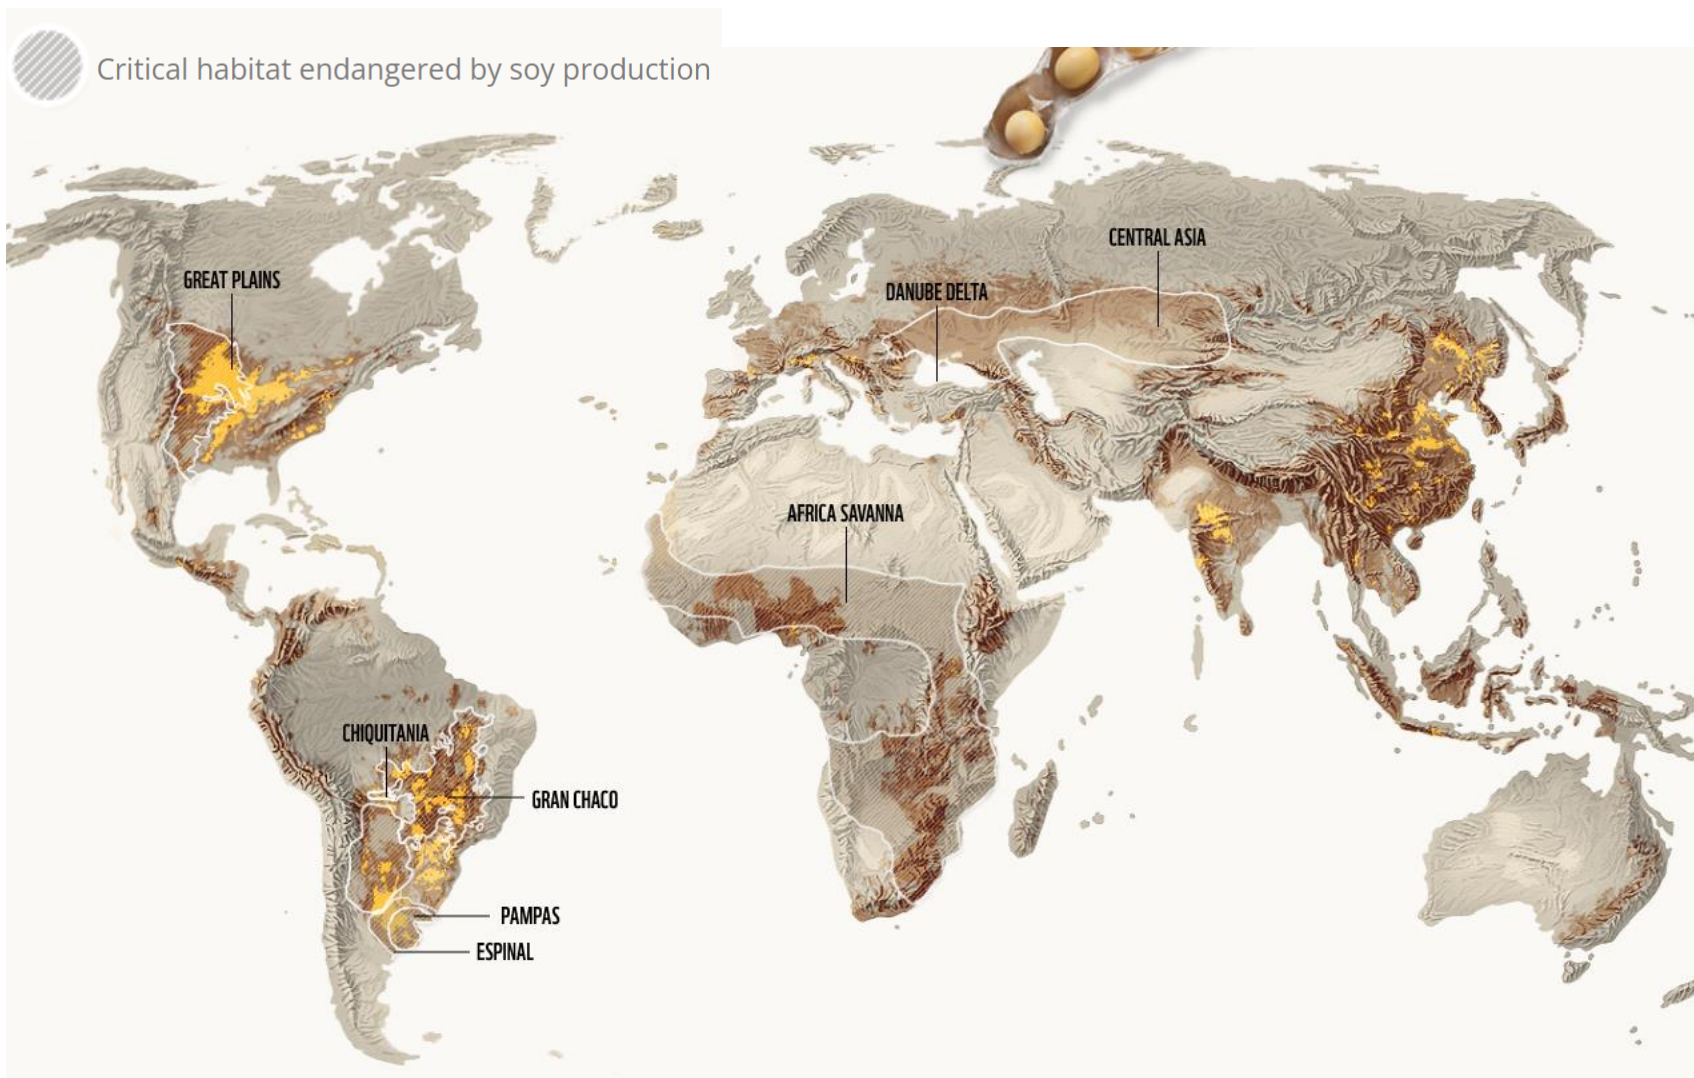 Critical habitat endangered by soy production
CENTRAL ASIA
GREAT PLAINS
DANUBE DELTA
AFRICA SAVANNA
CHIQUITANIA
GRAN CHACO
PAMPAS
ESPINAL